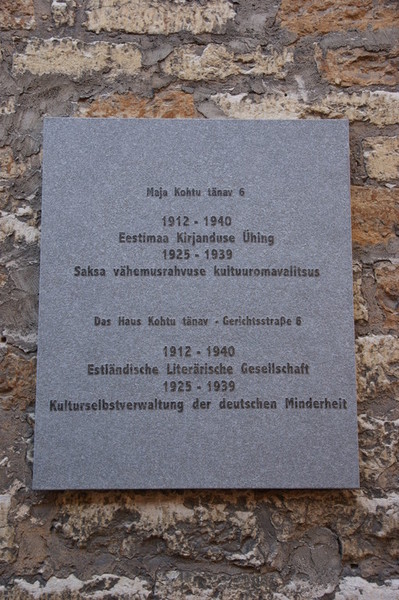 Maja Kohtu tänav 6
1912 - 1940
Eestimaa Kirjanduse Ühing
1925 - 1939
Saksa vähemusrahvuse kultuuromavalitsus
Das Haus Kohtu tänav - Gerichtsstraße 6
1912 - 1940
Estländische Literärische Gesellschaft
1925 - 1939
Kulturselbstverwaltung der deutschen Minderheit